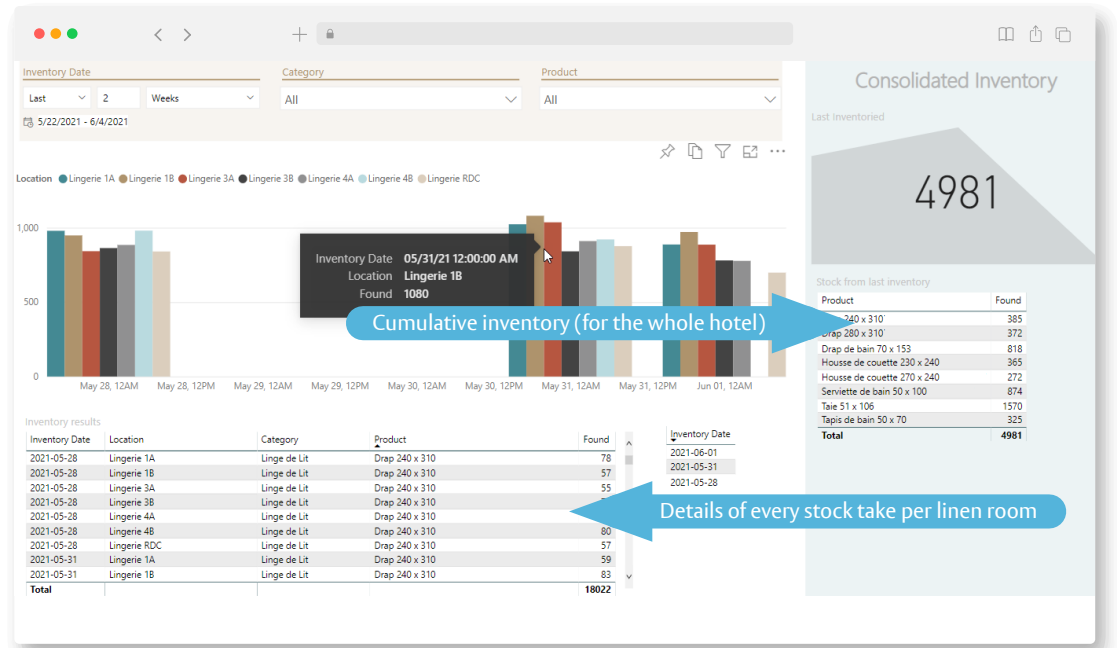 Inventory Date
Category
Product
Last 2 Weeks
All
All
5/22/2021 - 6/4/2021
Consolidated Inventory
Last Inventoried
4981
Location Lingerie 1A Lingerie 1B Lingerie 3A Lingerie 3B Lingerie 4A Lingerie 4B Lingerie RDC
1,000
500
0
Inventory Date 05/31/21 12:00:00 AM
Location Lingerie 1B
Found 1080
Cumulative inventory (for the whole hotel)
May 28, 12AM May 28, 12PM May 29, 12AM May 29, 12PM May 30, 12AM May 30, 12PM May 31, 12AM May 31, 12PM Jun 01, 12AM
Stock from last inventory
Product Found
240 x 310 385
Drap 280 x 310 372
Drap de bain 70 x 153 818
Housse de couette 230 x 240 365
Housse de couette 270 x 240 272
Serviette de bain 50 x 100 874
Taie 51 x 106 1570
Tapis de bain 50 x 70 325
Total 4981
Inventory results
Inventory Date Location Category Product Found
2021-05-28 Lingerie 1A Linge de Lit Drap 240 x 310 78
2021-05-28 Lingerie 1B Linge de Lit Drap 240 x 310 57
2021-05-28 Lingerie 3A Linge de Lit Drap 240 x 310 55
2021-05-28 Lingerie 3B Linge de Lit Drap 240 x 310
2021-05-28 Lingerie 4A Linge de Lit Drap 240 x 310
2021-05-28 Lingerie 4B Linge de Lit Drap 240 x 310 80
2021-05-28 Lingerie RDC Linge de Lit Drap 240 x 310 57
2021-05-31 Lingerie 1A Linge de Lit Drap 240 x 310 59
2021-05-31 Lingerie 1B Linge de Lit Drap 240 x 310 83
Total 18022
Inventory Date
2021-06-01
2021-05-31
2021-05-28
Details of every stock take per linen room